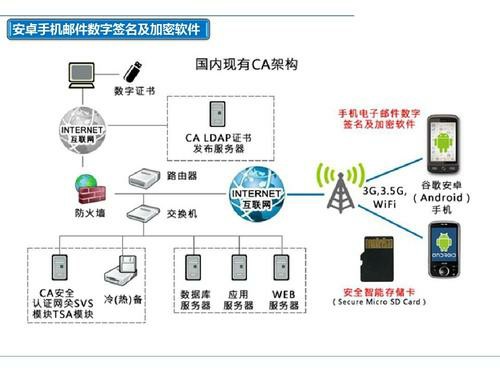 安卓手机邮件数字签名及加密软件
国内现有CA架构
数字证书
INTERNET
互联网
CA LDAP证书
发布服务器
手机电子邮件数字
签名及加密软件
防火墙
路由器
交换机
INTERNET
互联网
3G,3.5G,
WiFi
谷歌安卓
(Android)
手机
CA安全
认证网关SVS
模块TSA模块
冷(热)备
数据库
服务器
应用
服务器
WEB
服务器
安全智能存储卡
(Secure Micro SD Card)
ANDROID